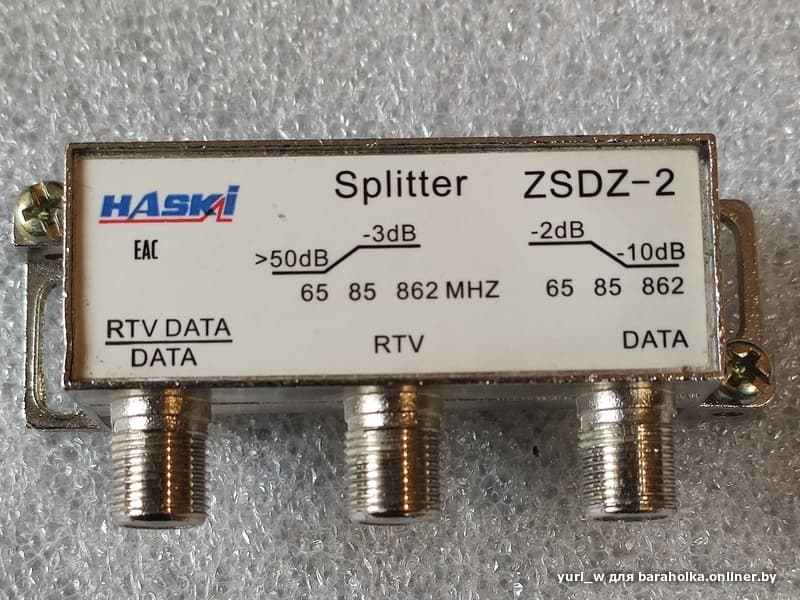 HASKi
EAC
Splitter ZSDZ-2
>50dB -3dB
65 85 862 MHZ
-2dB -10dB
65 85 862
RTV DATA
DATA
RTV
DATA
yuri_w для baraholka.onliner.by